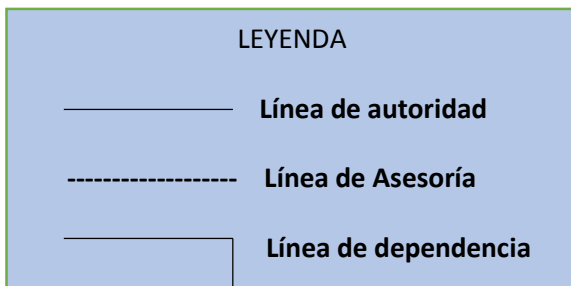 LEYENDA
Línea de autoridad
Línea de Asesoría
Línea de dependencia